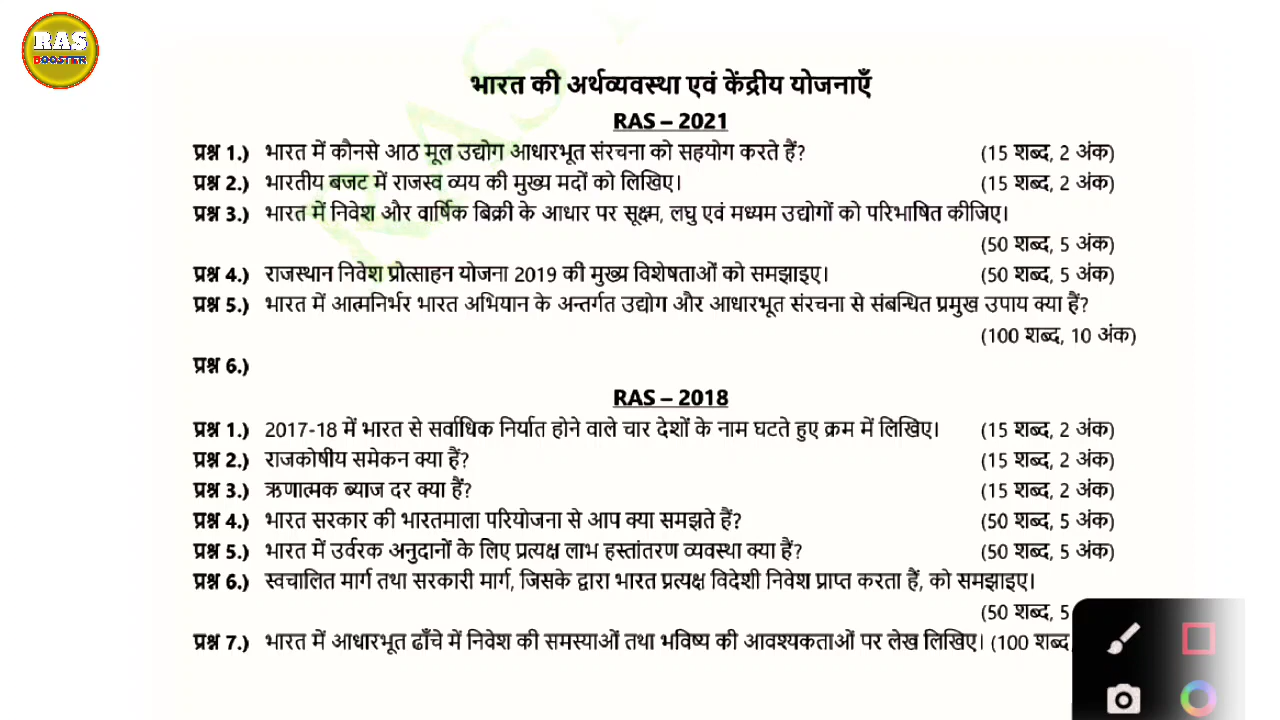 RAS
BOOSTER
भारत की अर्थव्यवस्था एवं केंद्रीय योजनाएँ
RAS – 2021
प्रश्न 1.) भारत में कौनसे आठ मूल उद्योग आधारभूत संरचना को सहयोग करते हैं? (15 शब्द, 2 अंक)
प्रश्न 2.) भारतीय बजट में राजस्व व्यय की मुख्य मदों को लिखिए। (15 शब्द, 2 अंक)
प्रश्न 3.) भारत में निवेश और वार्षिक बिक्री के आधार पर सूक्ष्म, लघु एवं मध्यम उद्योगों को परिभाषित कीजिए।
(50 शब्द, 5 अंक)
प्रश्न 4.) राजस्थान निवेश प्रोत्साहन योजना 2019 की मुख्य विशेषताओं को समझाइए। (50 शब्द, 5 अंक)
प्रश्न 5.) भारत में आत्मनिर्भर भारत अभियान के अन्तर्गत उद्योग और आधारभूत संरचना से संबन्धित प्रमुख उपाय क्या हैं?
(100 शब्द, 10 अंक)
प्रश्न 6.)
RAS – 2018
प्रश्न 1.) 2017-18 में भारत से सर्वाधिक निर्यात होने वाले चार देशों के नाम घटते हुए क्रम में लिखिए। (15 शब्द, 2 अंक)
प्रश्न 2.) राजकोषीय समेकन क्या हैं? (15 शब्द, 2 अंक)
प्रश्न 3.) ऋणात्मक ब्याज दर क्या हैं? (15 शब्द, 2 अंक)
प्रश्न 4.) भारत सरकार की भारतमाला परियोजना से आप क्या समझते हैं? (50 शब्द, 5 अंक)
प्रश्न 5.) भारत में उर्वरक अनुदानों के लिए प्रत्यक्ष लाभ हस्तांतरण व्यवस्था क्या हैं? (50 शब्द, 5 अंक)
प्रश्न 6.) स्वचालित मार्ग तथा सरकारी मार्ग, जिसके द्वारा भारत प्रत्यक्ष विदेशी निवेश प्राप्त करता हैं, को समझाइए।
(50 शब्द, 5
प्रश्न 7.) भारत में आधारभूत ढाँचे में निवेश की समस्याओं तथा भविष्य की आवश्यकताओं पर लेख लिखिए। (100 शब्द,